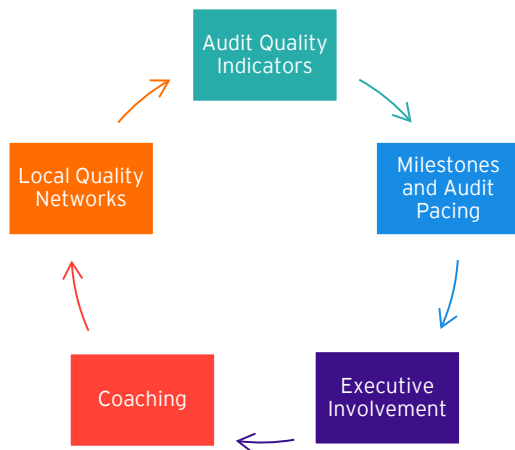 Audit Quality
Indicators
Milestones
and Audit
Pacing
Executive
Involvement
Coaching
Local Quality
Networks